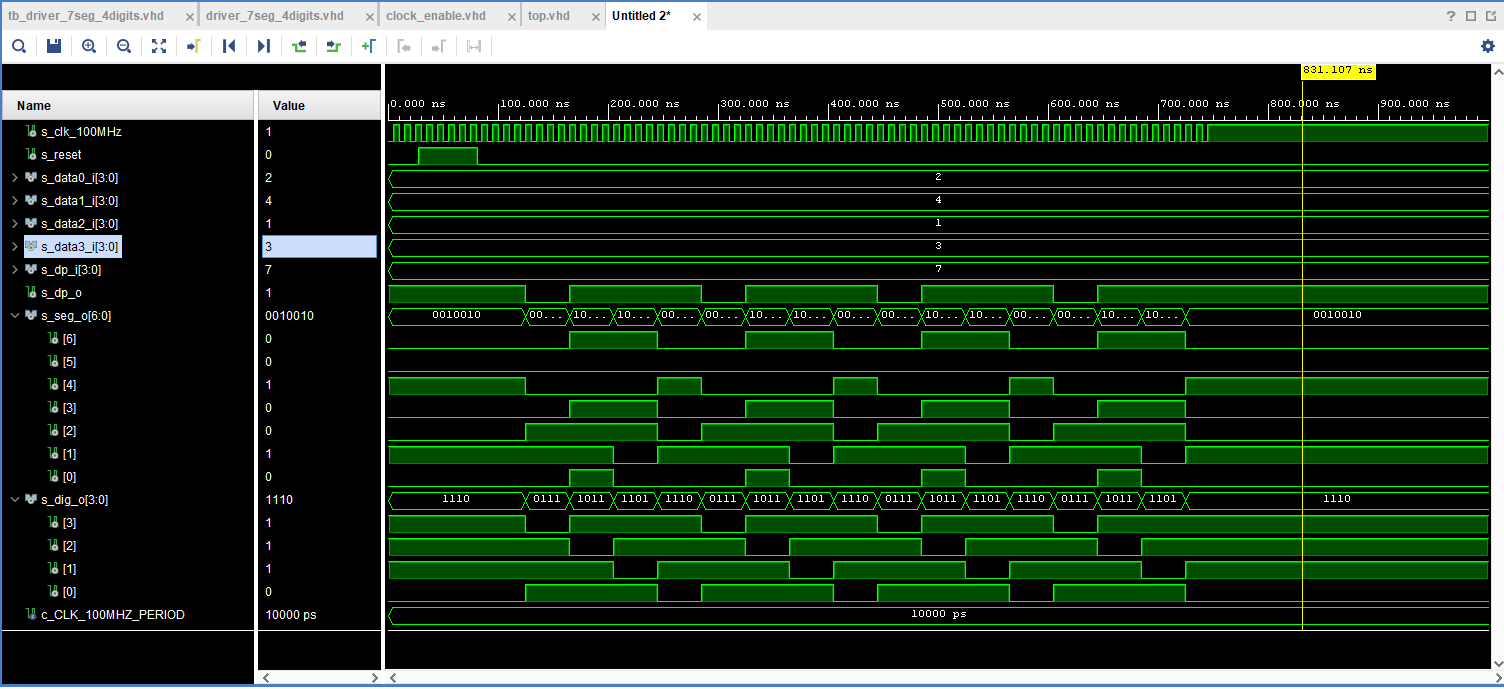 tb_driver_7seg_4digits.vhd × driver_7seg_4digits.vhd × clock_enable.vhd × top.vhd × Untitled 2* ×
831.107 ns
Name Value 0.000 ns 100.000 ns 200.000 ns 300.000 ns 400.000 ns 500.000 ns 600.000 ns 700.000 ns 800.000 ns 900.000 ns
s_clk_100MHz 1
s_reset 0
s_data0_i[3:0] 2 2
s_data1_i[3:0] 4 4
s_data2_i[3:0] 1 1
s_data3_i[3:0] 3 3
s_dp_i[3:0] 7 7
s_dp_o 1
s_seg_o[6:0] 0010010 0010010 00... 10... 10... 00... 00... 10... 10... 00... 00... 10... 10... 00... 00... 10... 10... 0010010
[6] 0
[5] 0
[4] 1
[3] 0
[2] 0
[1] 1
[0] 0
s_dig_o[3:0] 1110 1110 0111 1011 1101 1110 0111 1011 1101 1110 0111 1011 1101 1110 0111 1011 1101 1110
[3] 1
[2] 1
[1] 1
[0] 0
c_CLK_100MHZ_PERIOD 10000 ps 10000 ps